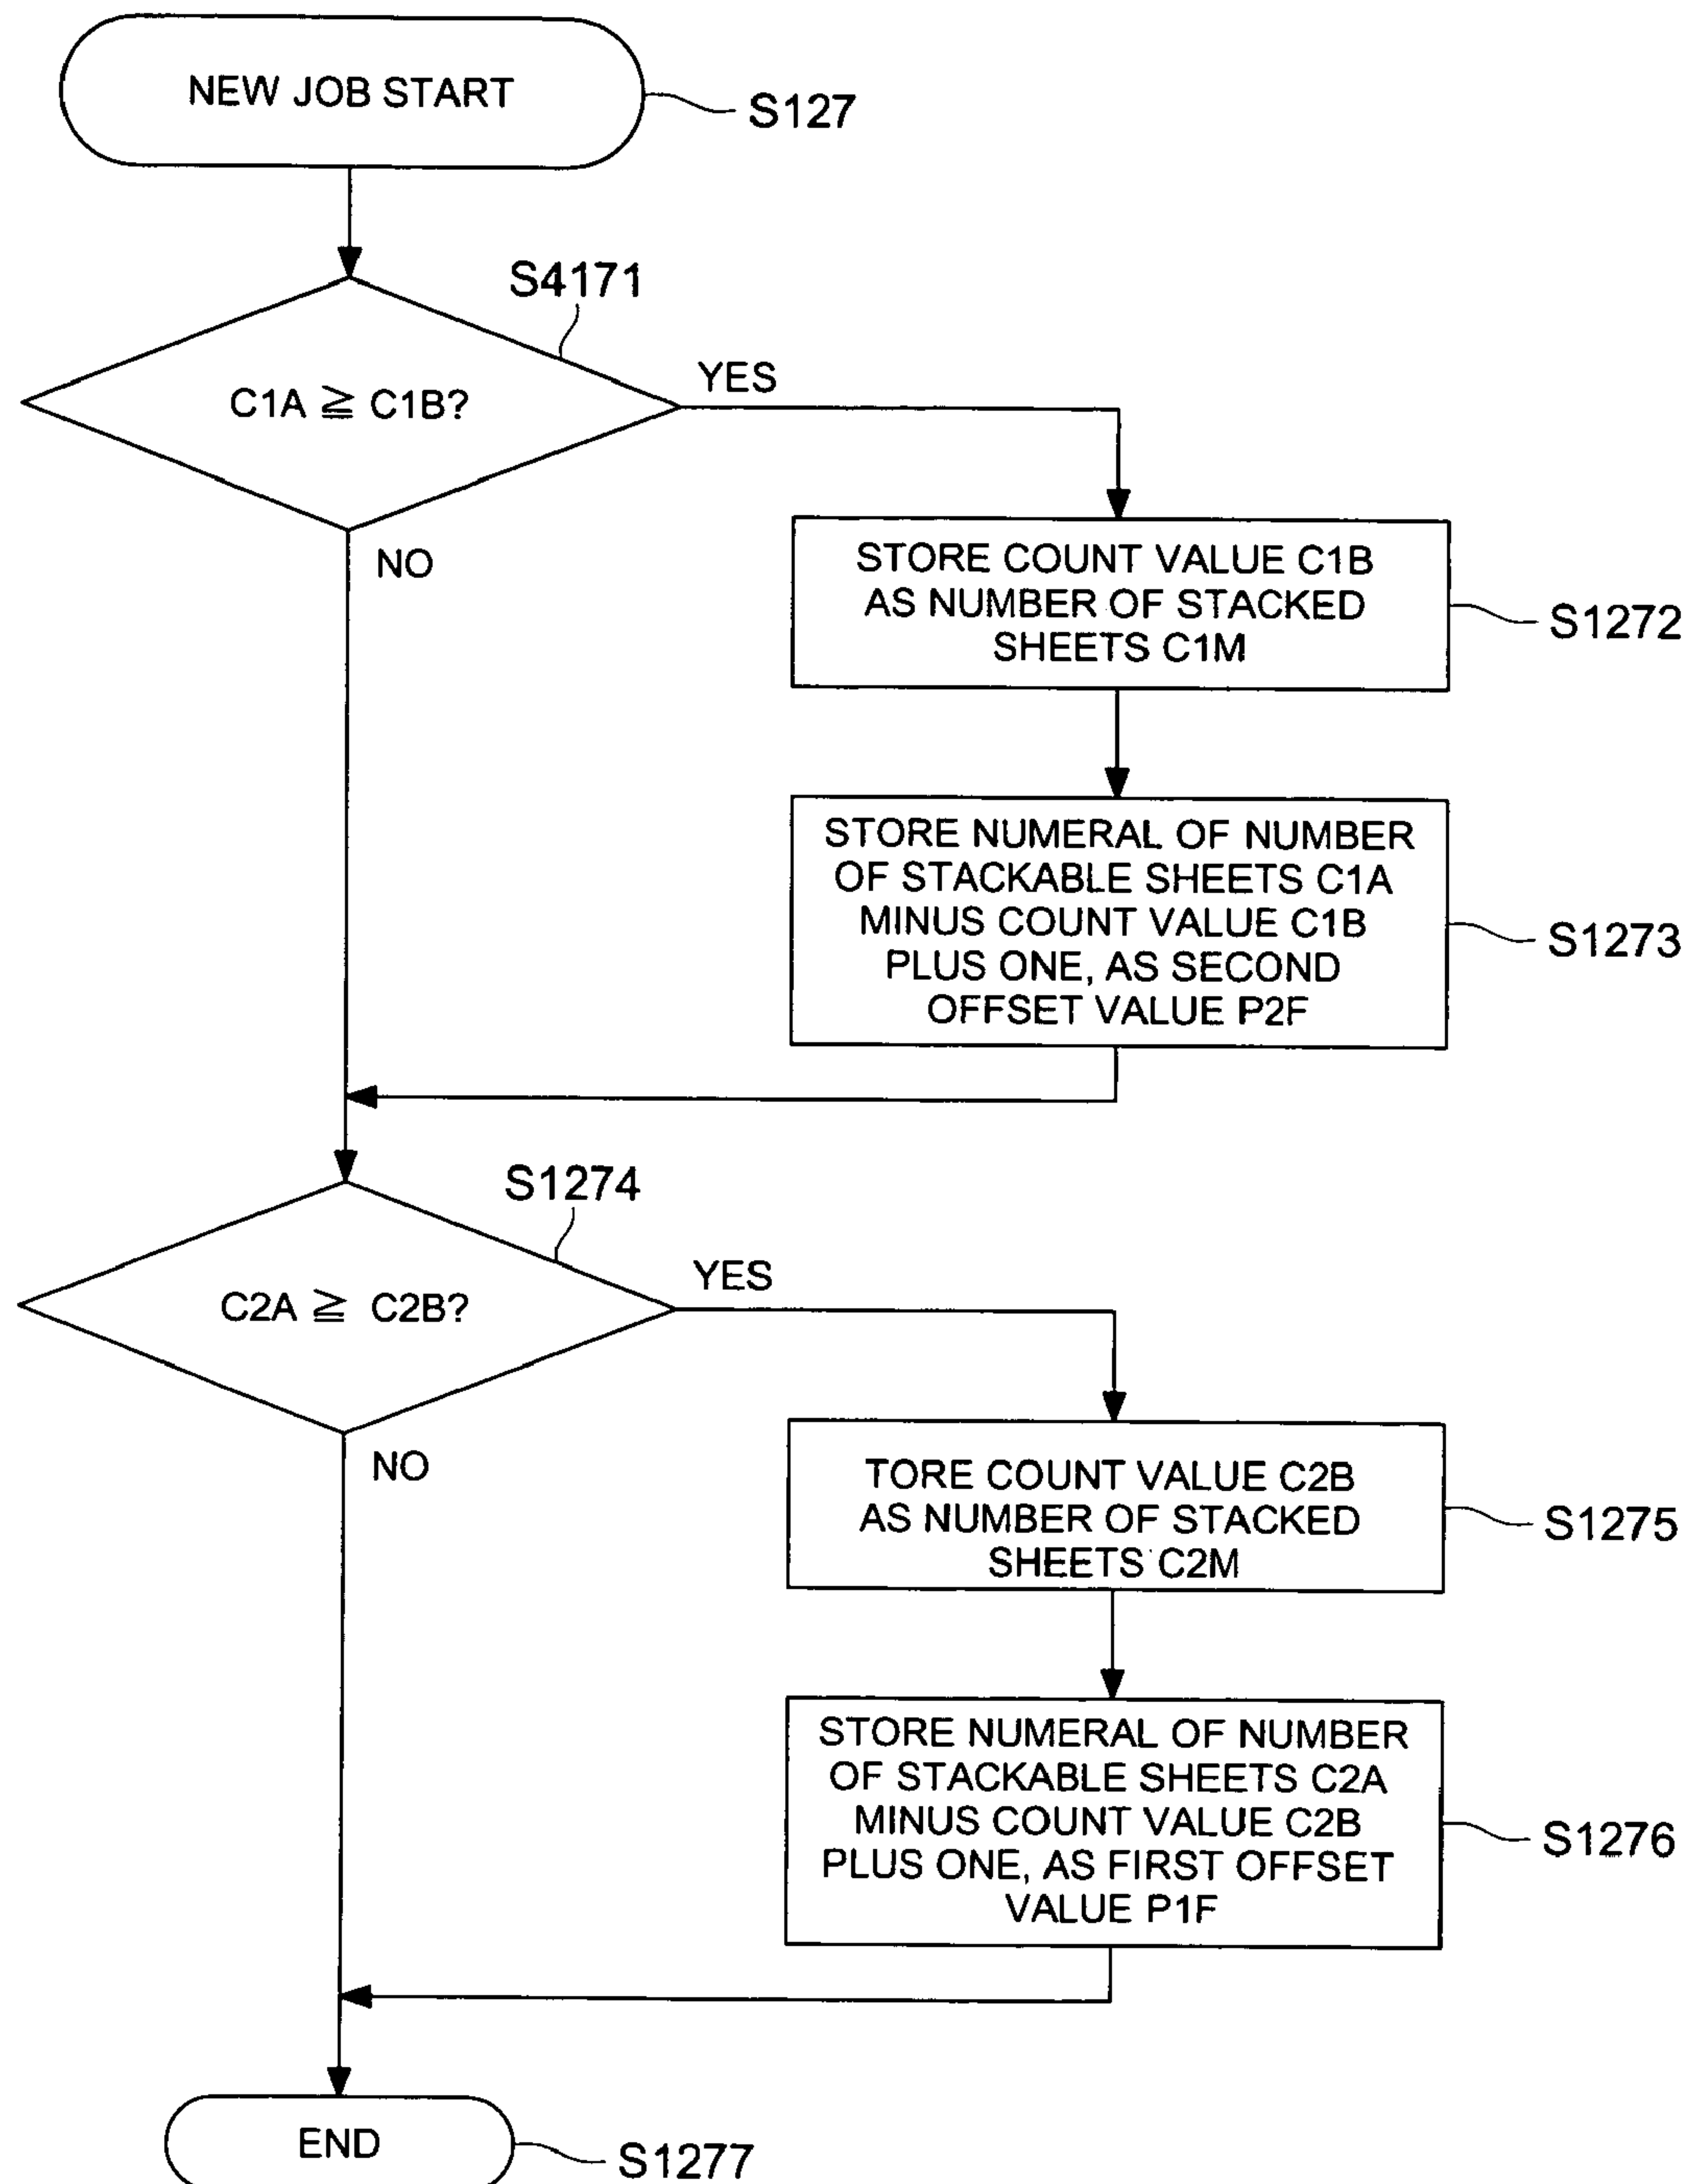 NEW JOB START
S127
S4171
C1A ≧ C1B?
YES
NO
STORE COUNT VALUE C1B
AS NUMBER OF STACKED
SHEETS C1M
S1272
STORE NUMERAL OF NUMBER
OF STACKABLE SHEETS C1A
MINUS COUNT VALUE C1B
PLUS ONE, AS SECOND
OFFSET VALUE P2F
S1273
S1274
C2A ≧ C2B?
YES
NO
TORE COUNT VALUE C2B
AS NUMBER OF STACKED
SHEETS C2M
S1275
STORE NUMERAL OF NUMBER
OF STACKABLE SHEETS C2A
MINUS COUNT VALUE C2B
PLUS ONE, AS FIRST OFFSET
VALUE P1F
S1276
END
S1277